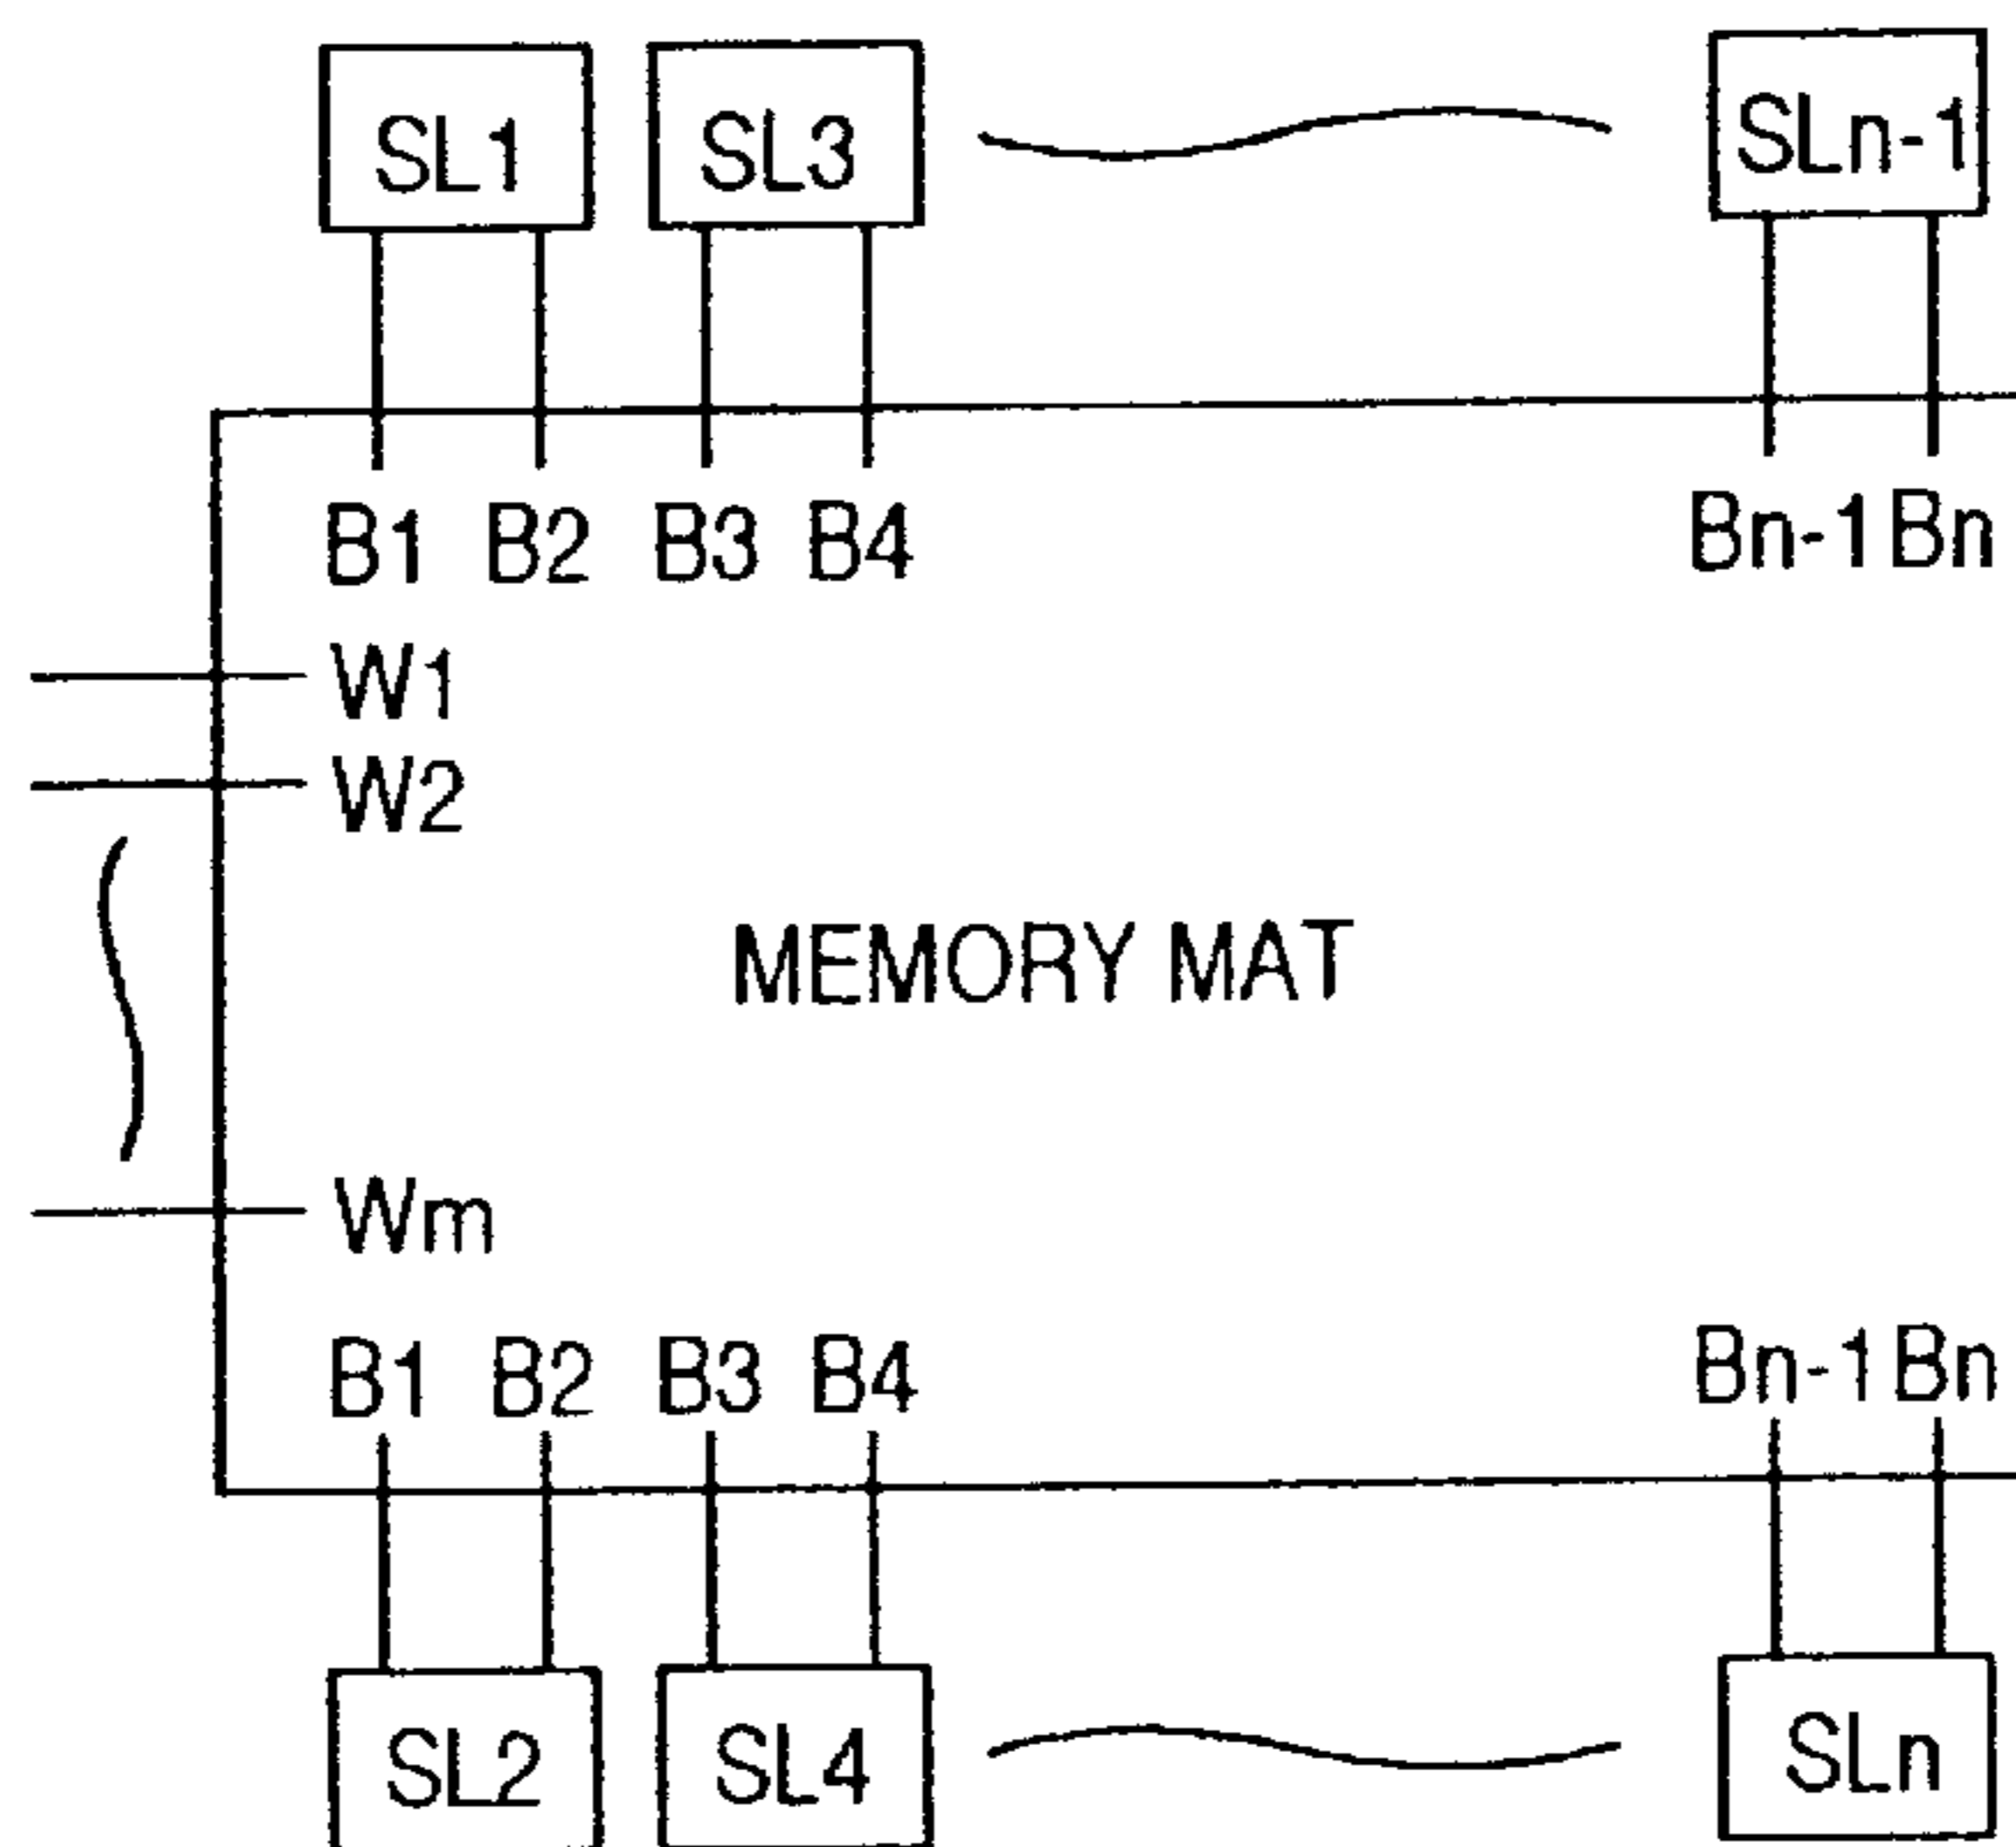 SL1 SL3 SLn-1
B1 B2 B3 B4 Bn-1 Bn
W1
W2
MEMORY MAT
Wm
B1 B2 B3 B4 Bn-1 Bn
SL2 SL4 SLn